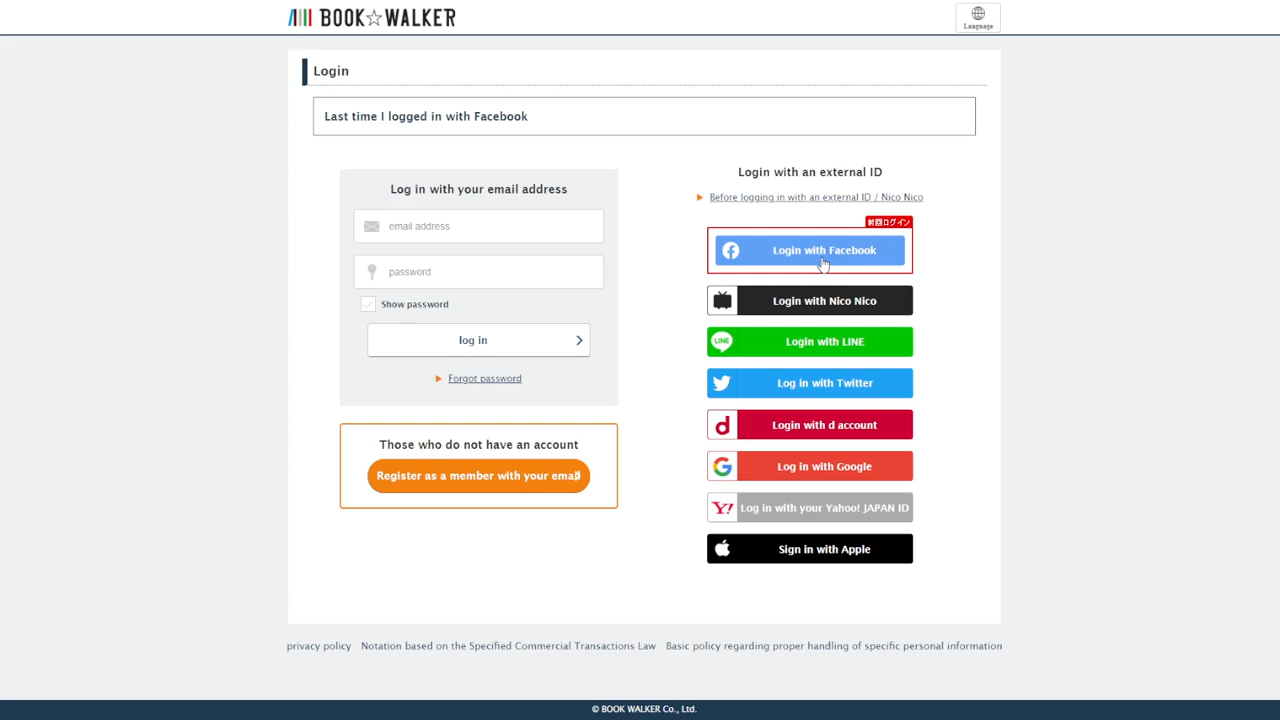 BOOK☆WALKER
Language
Login
Last time I logged in with Facebook
Log in with your email address
email address
password
Show password
log in
Forgot password
Those who do not have an account
Register as a member with your email
Login with an external ID
Before logging in with an external ID / Nico Nico
前回ログイン
Login with Facebook
Login with Nico Nico
LINE
Login with LINE
Log in with Twitter
d
Login with d account
G
Log in with Google
Y!
Log in with your Yahoo! JAPAN ID
Sign in with Apple
privacy policy Notation based on the Specified Commercial Transactions Law Basic policy regarding proper handling of specific personal information
© BOOK WALKER Co., Ltd.